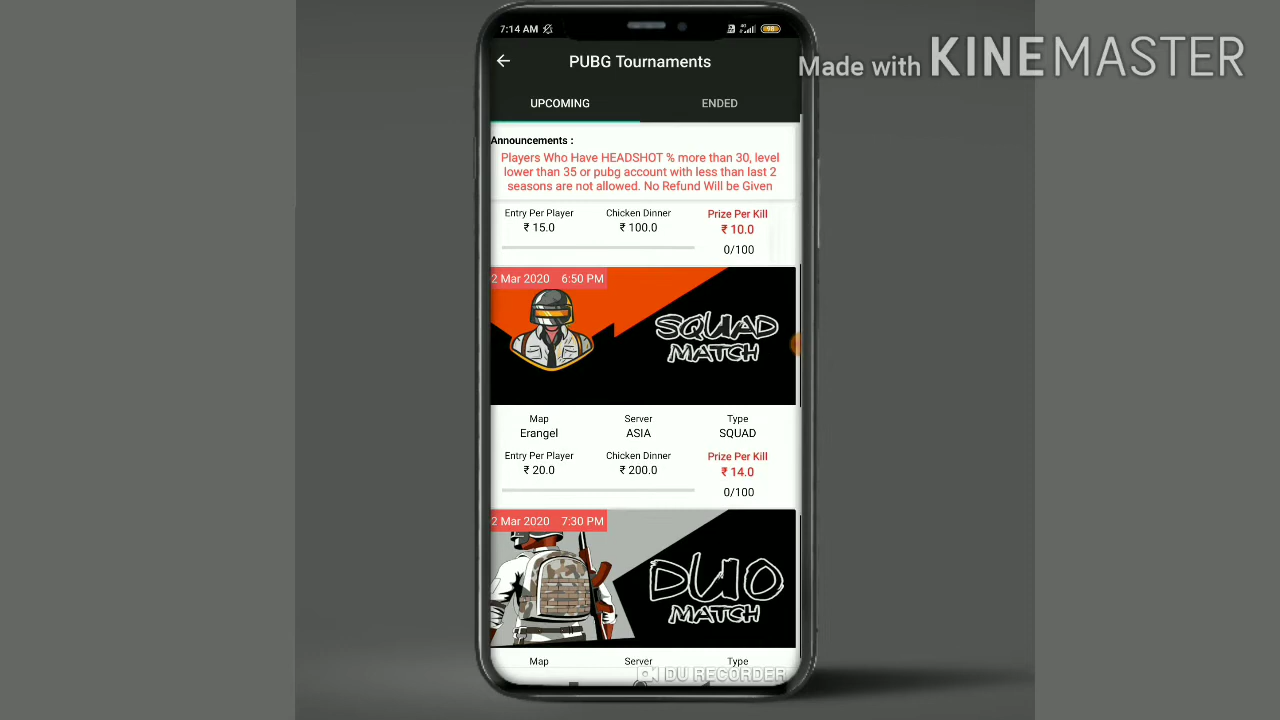 7:14 AM
Made with KINEMASTER
PUBG Tournaments
UPCOMING ENDED
Announcements :
Players Who Have HEADSHOT % more than 30, level
lower than 35 or pubg account with less than last 2
seasons are not allowed. No Refund Will be Given
Entry Per Player Chicken Dinner Prize Per Kill
₹ 15.0 ₹ 100.0 ₹ 10.0
0/100
2 Mar 2020 6:50 PM
SQUAD
MATCH
Map Server Type
Erangel ASIA SQUAD
Entry Per Player Chicken Dinner Prize Per Kill
₹ 20.0 ₹ 200.0 ₹ 14.0
0/100
2 Mar 2020 7:30 PM
DUO
MATCH
Map Server Type
DU RECORDER